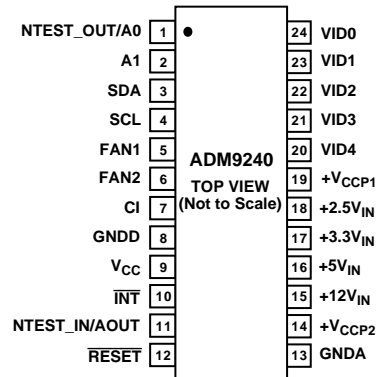 NTEST_OUT/A0 1 24 VID0
A1 2 23 VID1
SDA 3 22 VID2
SCL 4 21 VID3
FAN1 5 20 VID4
ADM9240
FAN2 6 19 +VCCP1
TOP VIEW
(Not to Scale)
CI 7 18 +2.5VIN
GNDD 8 17 +3.3VIN
VCC 9 16 +5VIN
INT 10 15 +12VIN
NTEST_IN/AOUT 11 14 +VCCP2
RESET 12 13 GNDA